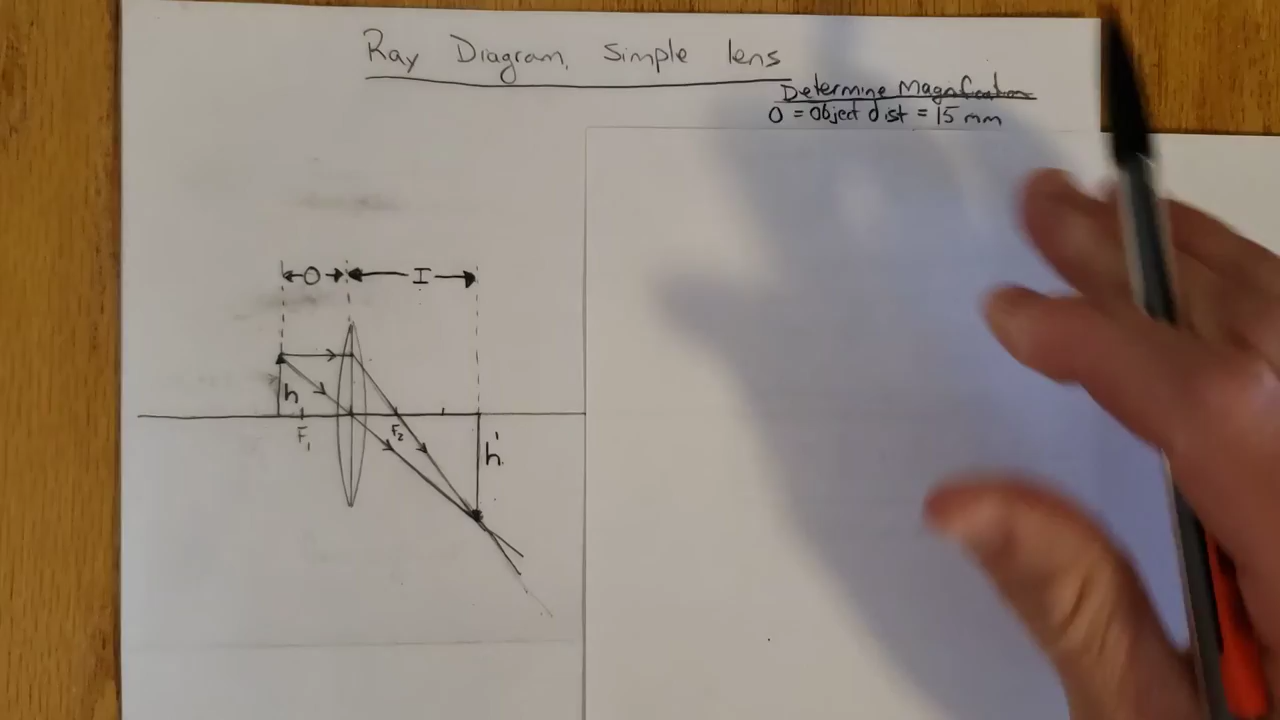 Ray Diagram, Simple lens
Determine Magnification
O = Object dist = 15 mm
O
I
h
F₁
F₂
h'